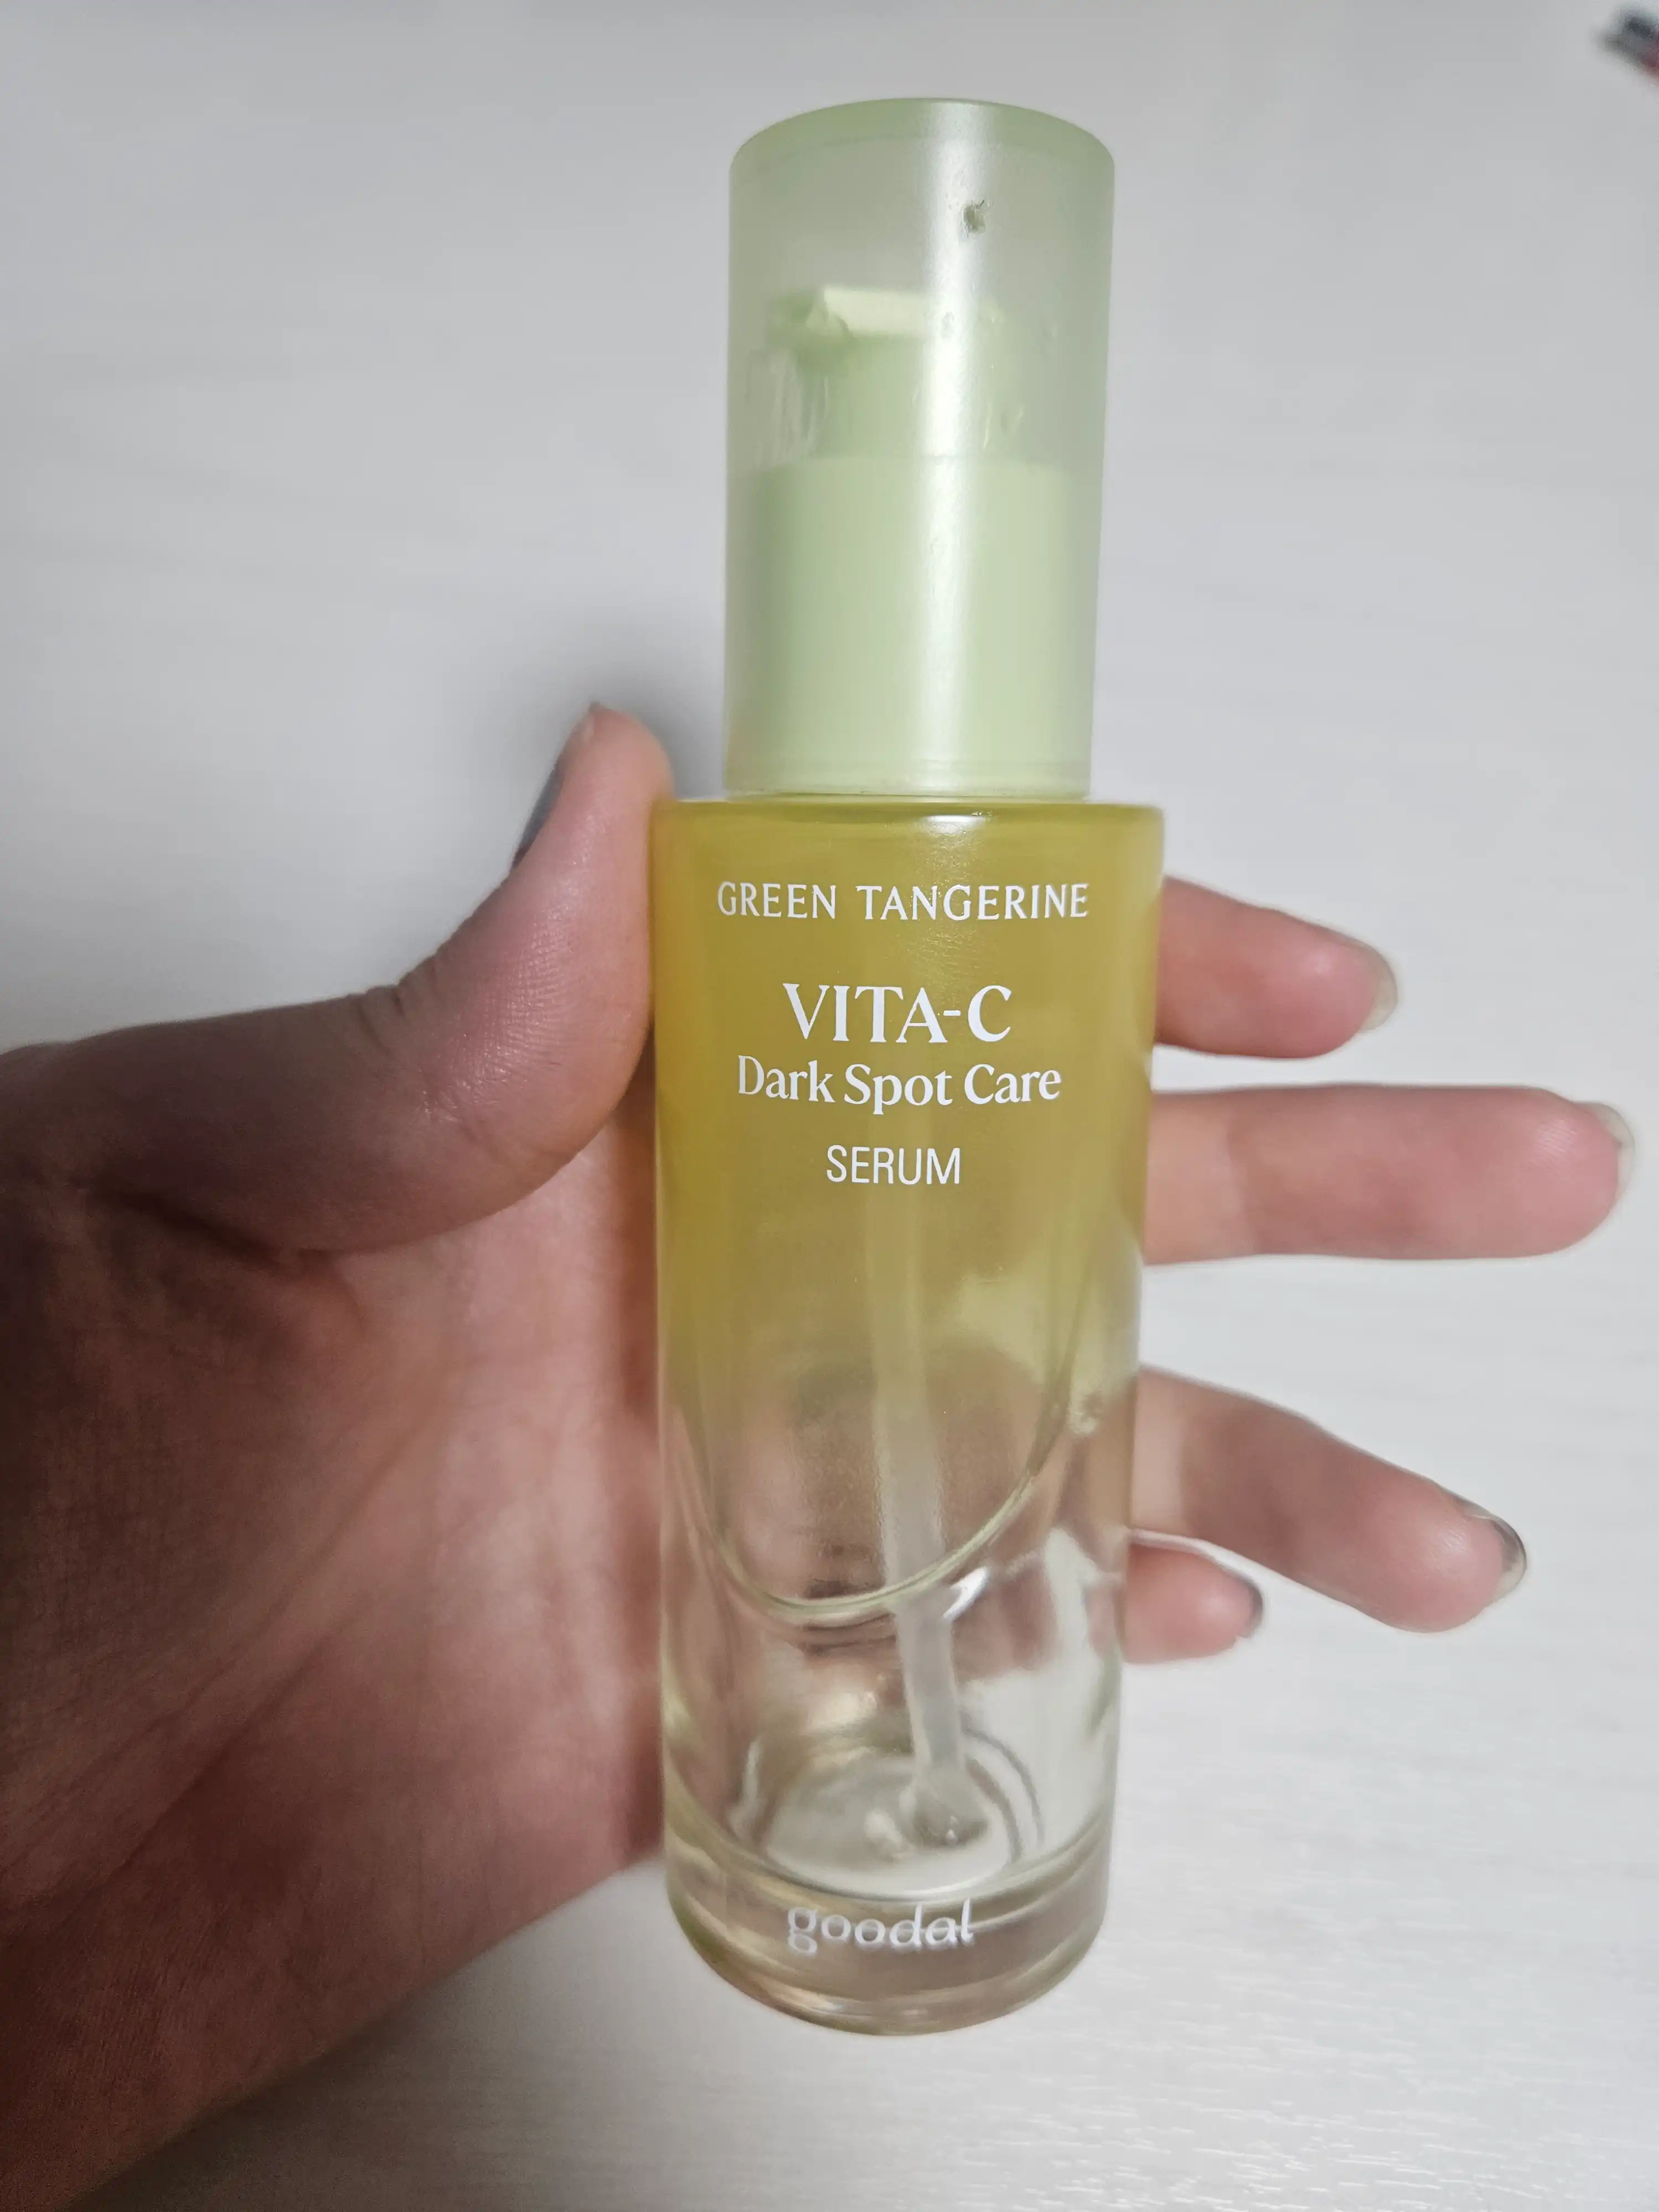 GREEN TANGERINE
VITA-C
Dark Spot Care
SERUM
goodal